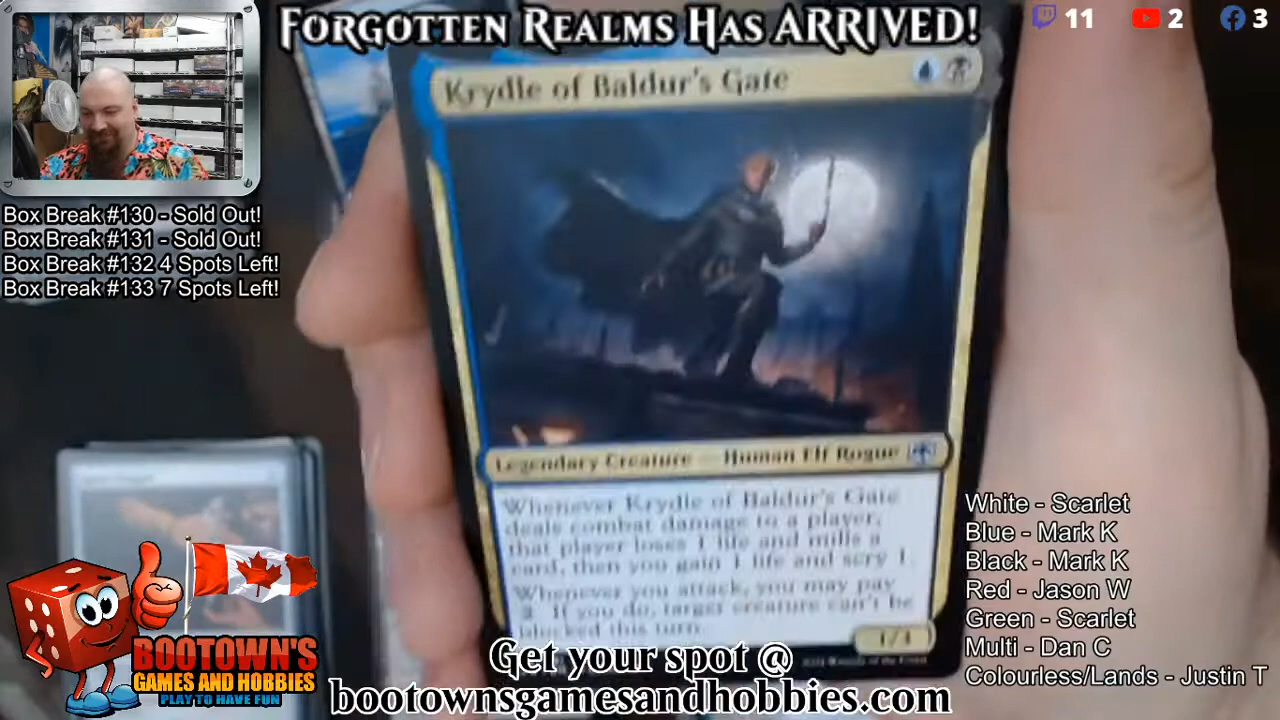 FORGOTTEN REALMS HAS ARRIVED!
11
2
3
Krydle of Baldur's Gate
Box Break #130 - Sold Out!
Box Break #131 - Sold Out!
Box Break #132 4 Spots Left!
Box Break #133 7 Spots Left!
Legendary Creature — Human Elf Rogue
Whenever Krydle of Baldur's Gate
deals combat damage to a player,
that player loses 1 life and mills a
card, then you gain 1 life and scry 1.
Whenever you attack, you may pay
2. If you do, target creature can't be
blocked this turn.
White - Scarlet
Blue - Mark K
Black - Mark K
Red - Jason W
Green - Scarlet
Multi - Dan C
Colourless/Lands - Justin T
BOOTOWN'S
GAMES AND HOBBIES
PLAY TO HAVE FUN
Get your spot @
bootownsgamesandhobbies.com